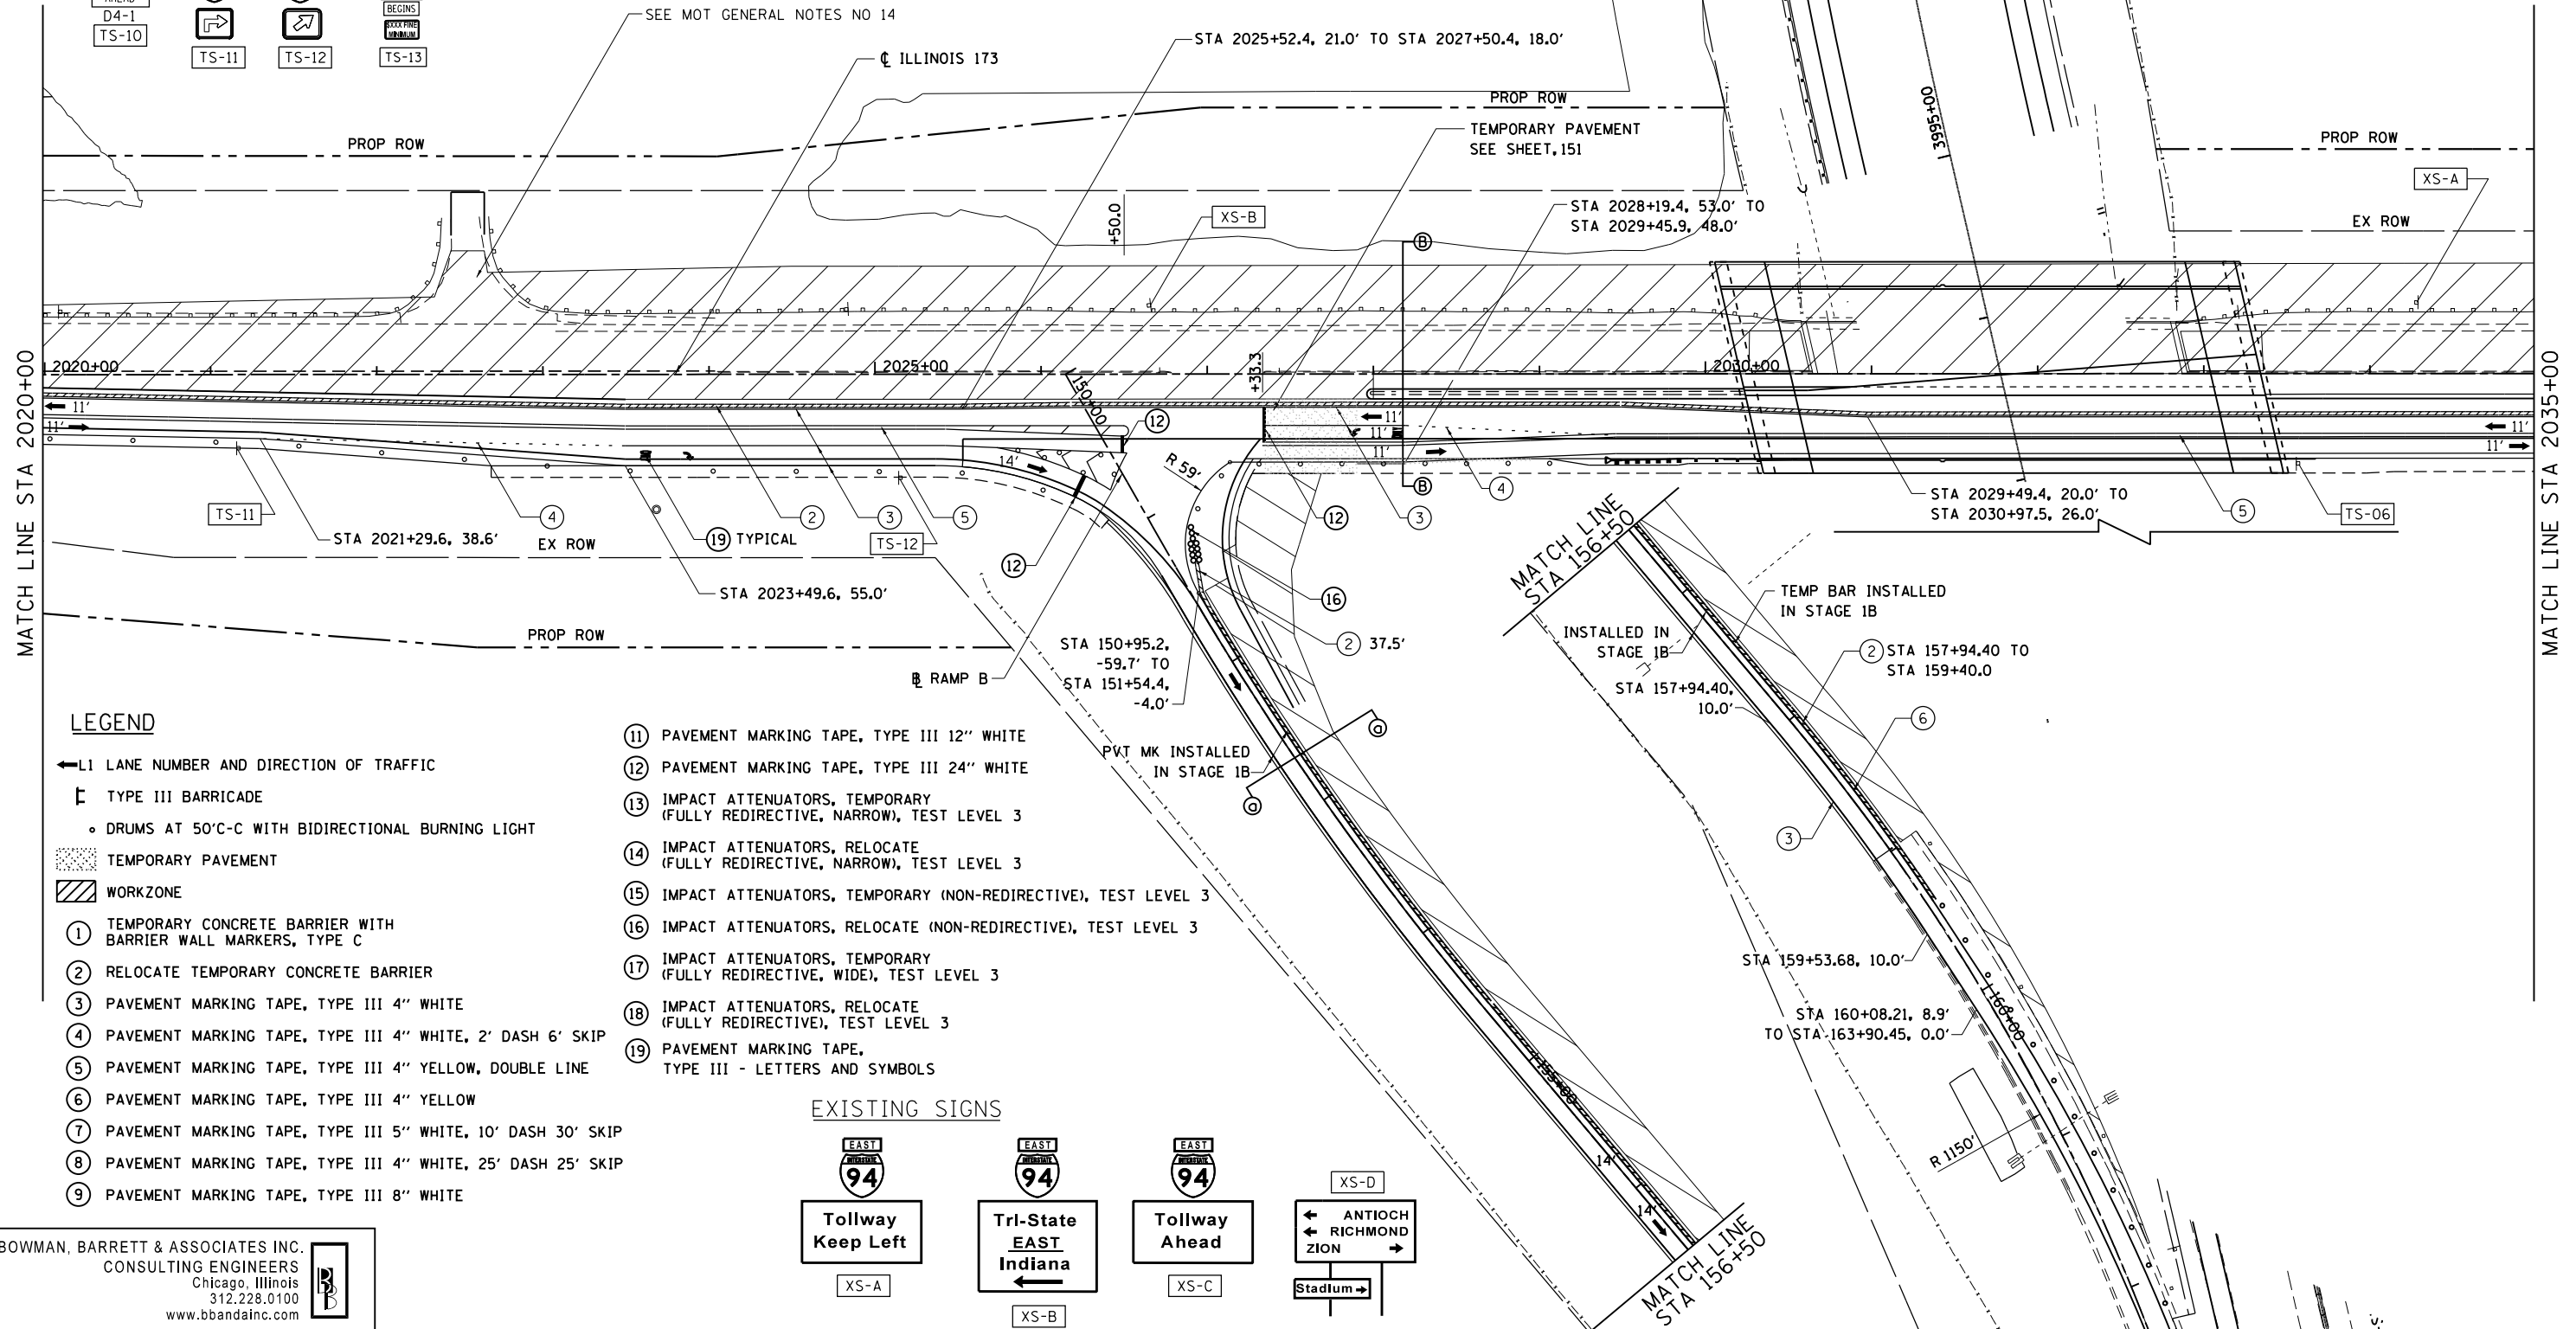 AHEAD
D4-1
TS-10
TS-11
TS-12
BEGINS
$XXX FINE
MINIMUM
TS-13
SEE MOT GENERAL NOTES NO 14
℄ ILLINOIS 173
STA 2025+52.4, 21.0' TO STA 2027+50.4, 18.0'
PROP ROW
PROP ROW
TEMPORARY PAVEMENT
SEE SHEET,151
3995+00
PROP ROW
XS-A
EX ROW
XS-B
+50.0
STA 2028+19.4, 53.0' TO
STA 2029+45.9, 48.0'
B
MATCH LINE STA 2020+00
2020+00
2025+00
150+00
+33.3
2030+00
MATCH LINE STA 2035+00
11'
11'
12
11'
11'
11'
11'
11'
14'
R 59'
B
4
TS-11
STA 2021+29.6, 38.6'
4
EX ROW
19 TYPICAL
2
3
TS-12
5
12
12
3
STA 2029+49.4, 20.0' TO
STA 2030+97.5, 26.0'
5
TS-06
STA 2023+49.6, 55.0'
16
MATCH LINE
STA 156+50
TEMP BAR INSTALLED
IN STAGE 1B
PROP ROW
STA 150+95.2,
-59.7' TO
STA 151+54.4,
-4.0'
2 37.5'
INSTALLED IN
STAGE 1B
2 STA 157+94.40 TO
STA 159+40.0
STA 157+94.40,
10.0'
6
RAMP B
PVT MK INSTALLED
IN STAGE 1B
a
a
3
STA 159+53.68, 10.0'
STA 160+08.21, 8.9'
TO STA 163+90.45, 0.0'
160+00
R 1150'
155+00
14'
14'
MATCH LINE
STA 156+50
LEGEND
L1 LANE NUMBER AND DIRECTION OF TRAFFIC
TYPE III BARRICADE
DRUMS AT 50'C-C WITH BIDIRECTIONAL BURNING LIGHT
TEMPORARY PAVEMENT
WORKZONE
1 TEMPORARY CONCRETE BARRIER WITH
BARRIER WALL MARKERS, TYPE C
2 RELOCATE TEMPORARY CONCRETE BARRIER
3 PAVEMENT MARKING TAPE, TYPE III 4'' WHITE
4 PAVEMENT MARKING TAPE, TYPE III 4'' WHITE, 2' DASH 6' SKIP
5 PAVEMENT MARKING TAPE, TYPE III 4'' YELLOW, DOUBLE LINE
6 PAVEMENT MARKING TAPE, TYPE III 4'' YELLOW
7 PAVEMENT MARKING TAPE, TYPE III 5'' WHITE, 10' DASH 30' SKIP
8 PAVEMENT MARKING TAPE, TYPE III 4'' WHITE, 25' DASH 25' SKIP
9 PAVEMENT MARKING TAPE, TYPE III 8'' WHITE
11 PAVEMENT MARKING TAPE, TYPE III 12'' WHITE
12 PAVEMENT MARKING TAPE, TYPE III 24'' WHITE
13 IMPACT ATTENUATORS, TEMPORARY
(FULLY REDIRECTIVE, NARROW), TEST LEVEL 3
14 IMPACT ATTENUATORS, RELOCATE
(FULLY REDIRECTIVE, NARROW), TEST LEVEL 3
15 IMPACT ATTENUATORS, TEMPORARY (NON-REDIRECTIVE), TEST LEVEL 3
16 IMPACT ATTENUATORS, RELOCATE (NON-REDIRECTIVE), TEST LEVEL 3
17 IMPACT ATTENUATORS, TEMPORARY
(FULLY REDIRECTIVE, WIDE), TEST LEVEL 3
18 IMPACT ATTENUATORS, RELOCATE
(FULLY REDIRECTIVE), TEST LEVEL 3
19 PAVEMENT MARKING TAPE,
TYPE III - LETTERS AND SYMBOLS
EXISTING SIGNS
EAST
INTERSTATE
94
Tollway
Keep Left
XS-A
EAST
INTERSTATE
94
Tri-State
EAST
Indiana
XS-B
EAST
INTERSTATE
94
Tollway
Ahead
XS-C
XS-D
ANTIOCH
RICHMOND
ZION
Stadium
BOWMAN, BARRETT & ASSOCIATES INC.
CONSULTING ENGINEERS
Chicago, Illinois
312.228.0100
www.bbandainc.com